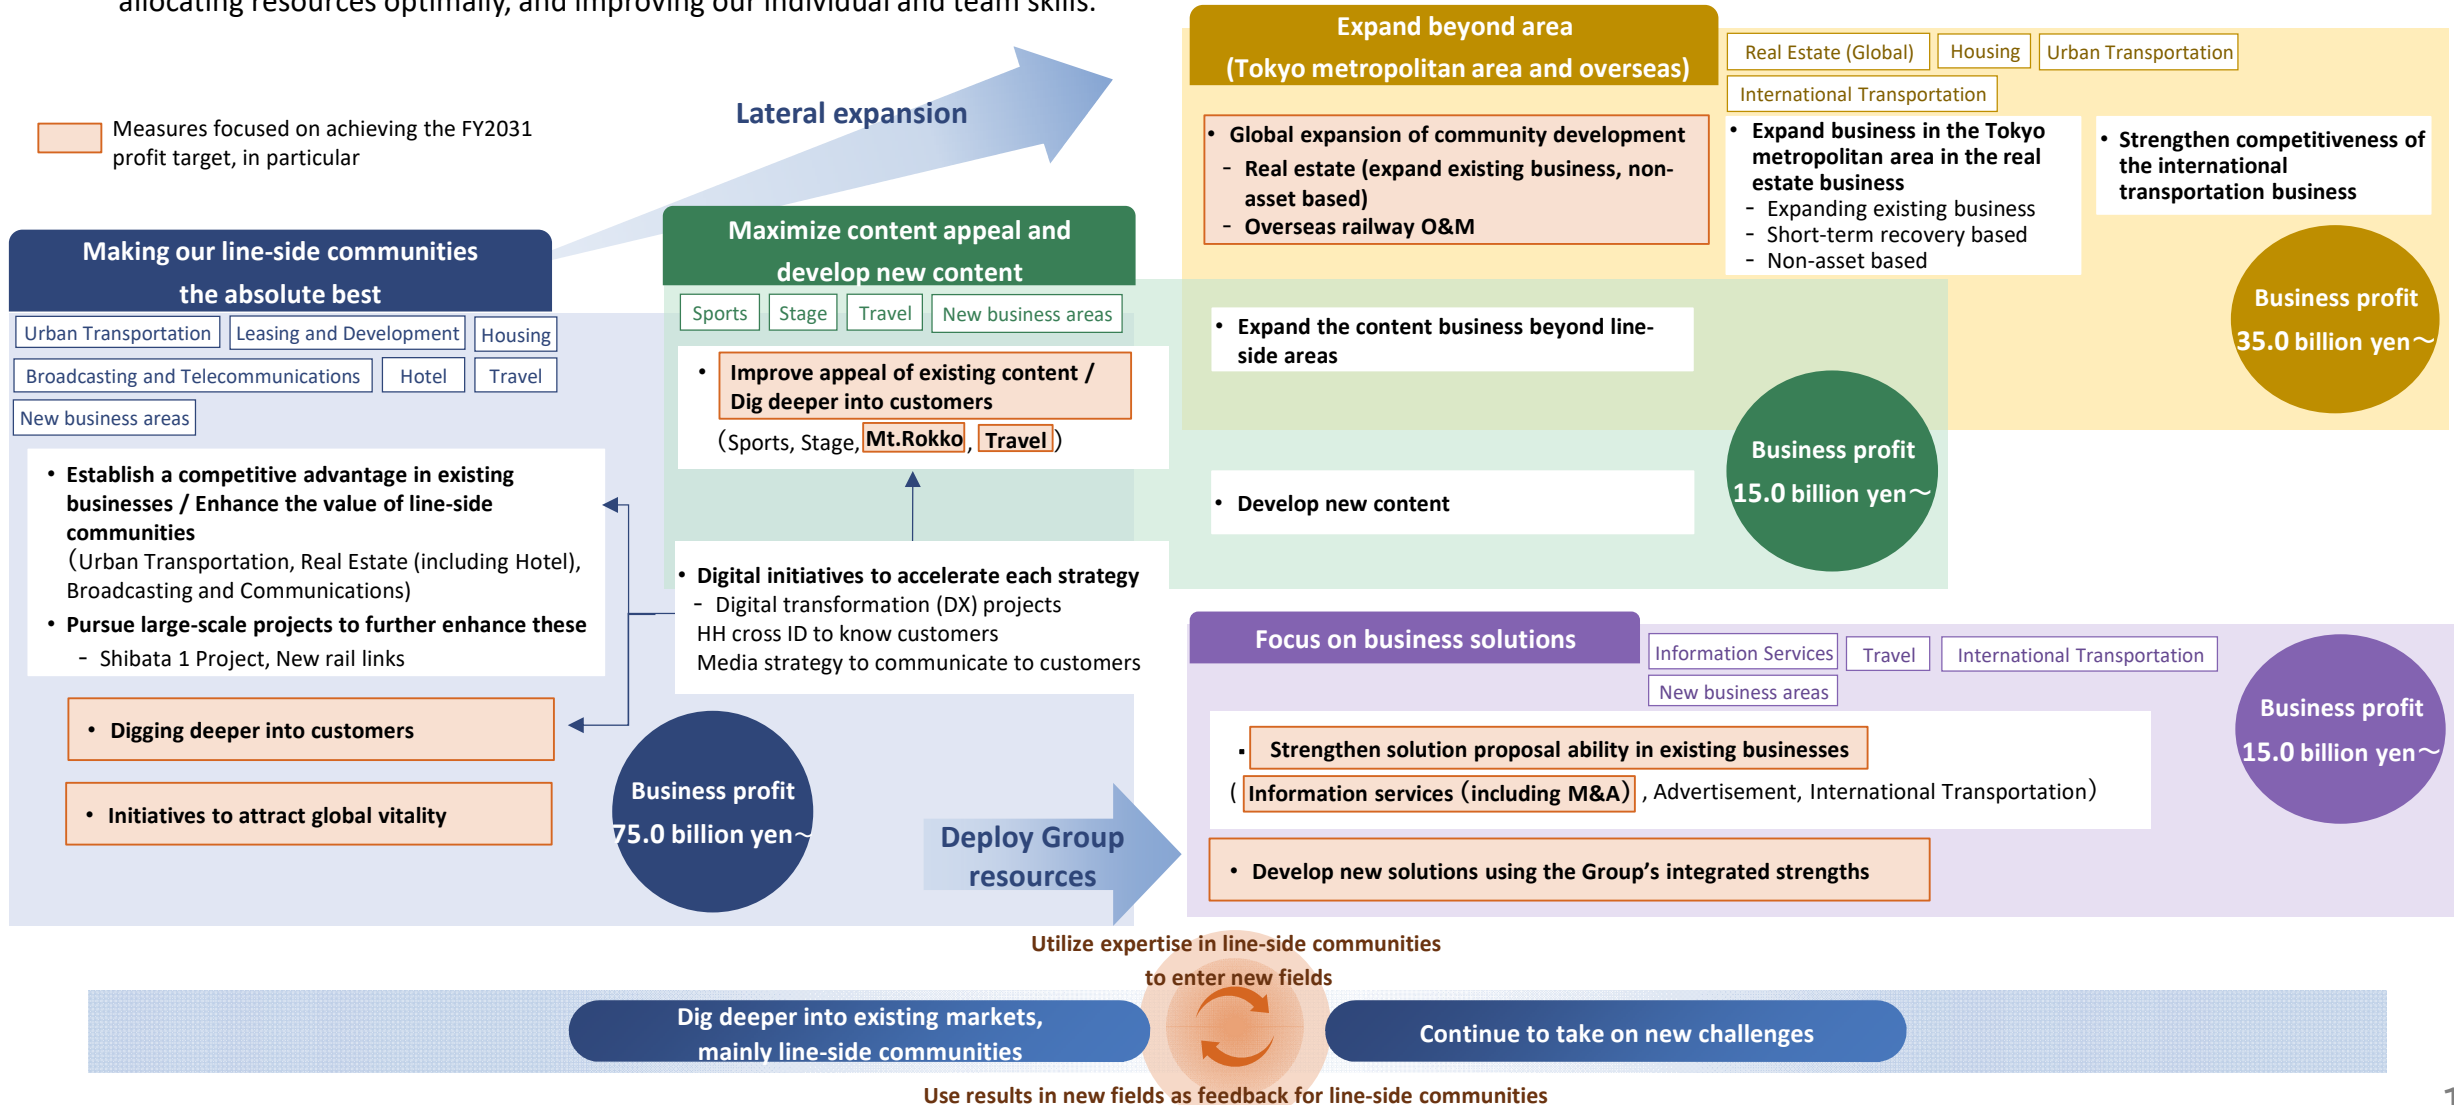 allocating resources optimally, and improving our individual and team skills.
Measures focused on achieving the FY2031
profit target, in particular
Lateral expansion
Making our line-side communities
the absolute best
Urban Transportation
Leasing and Development
Housing
Broadcasting and Telecommunications
Hotel
Travel
New business areas
• Establish a competitive advantage in existing
businesses / Enhance the value of line-side
communities
(Urban Transportation, Real Estate (including Hotel),
Broadcasting and Communications)
• Pursue large-scale projects to further enhance these
- Shibata 1 Project, New rail links
• Digging deeper into customers
• Initiatives to attract global vitality
Business profit
75.0 billion yen~
Maximize content appeal and
develop new content
Sports
Stage
Travel
New business areas
• Improve appeal of existing content /
Dig deeper into customers
(Sports, Stage, Mt.Rokko, Travel)
• Digital initiatives to accelerate each strategy
- Digital transformation (DX) projects
HH cross ID to know customers
Media strategy to communicate to customers
• Expand the content business beyond line-
side areas
• Develop new content
Business profit
15.0 billion yen~
Expand beyond area
(Tokyo metropolitan area and overseas)
Real Estate (Global)
Housing
Urban Transportation
International Transportation
• Global expansion of community development
- Real estate (expand existing business, non-
asset based)
- Overseas railway O&M
• Expand business in the Tokyo
metropolitan area in the real
estate business
- Expanding existing business
- Short-term recovery based
- Non-asset based
• Strengthen competitiveness of
the international
transportation business
Business profit
35.0 billion yen~
Deploy Group
resources
Focus on business solutions
Information Services
Travel
International Transportation
New business areas
▪ Strengthen solution proposal ability in existing businesses
( Information services (including M&A) , Advertisement, International Transportation)
• Develop new solutions using the Group's integrated strengths
Business profit
15.0 billion yen~
Utilize expertise in line-side communities
to enter new fields
Dig deeper into existing markets,
mainly line-side communities
Continue to take on new challenges
Use results in new fields as feedback for line-side communities